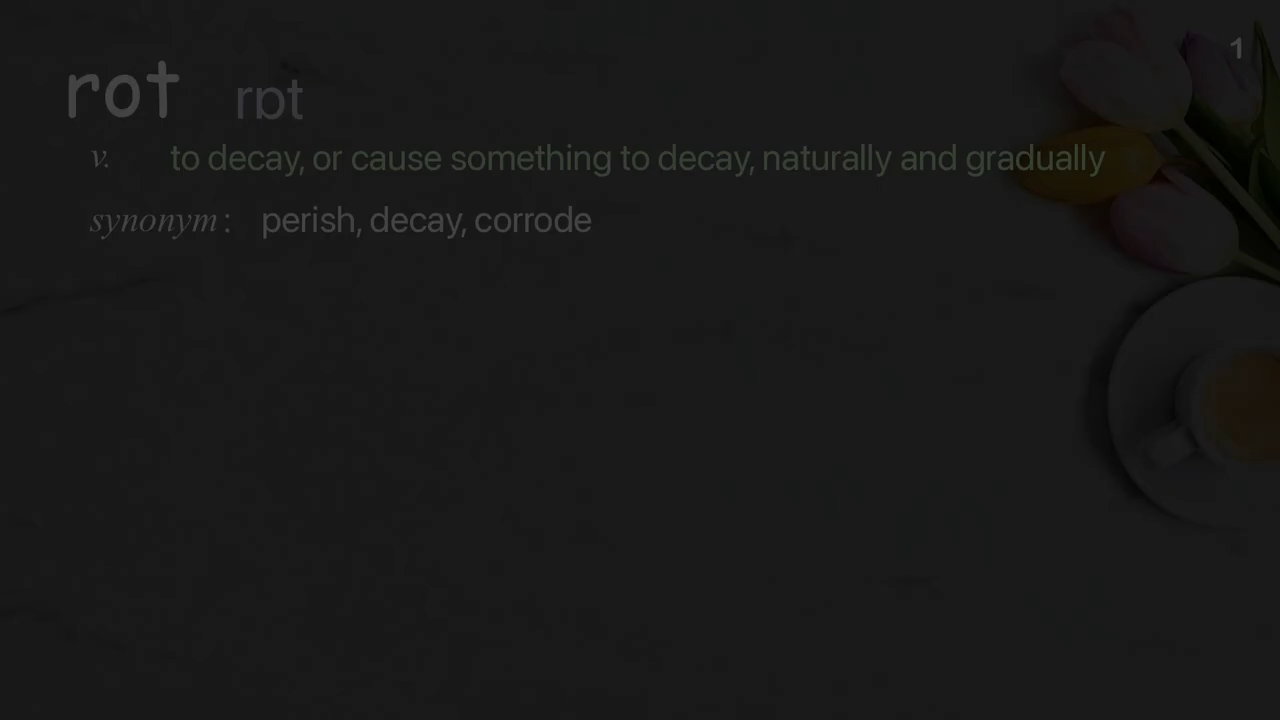 1
rot rɒt
v. to decay, or cause something to decay, naturally and gradually
synonym: perish, decay, corrode